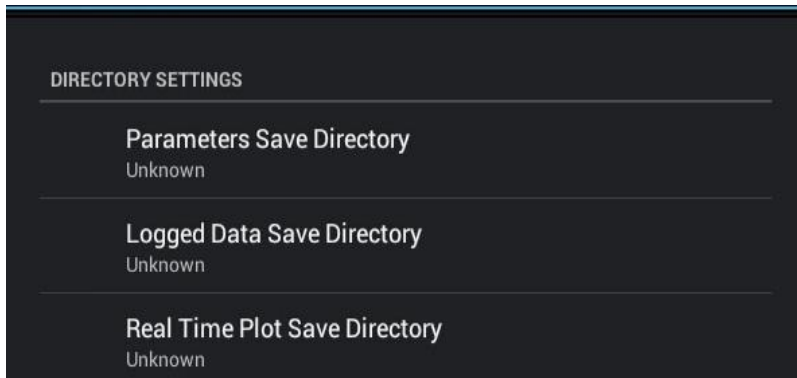 DIRECTORY SETTINGS
Parameters Save Directory
Unknown
Logged Data Save Directory
Unknown
Real Time Plot Save Directory
Unknown